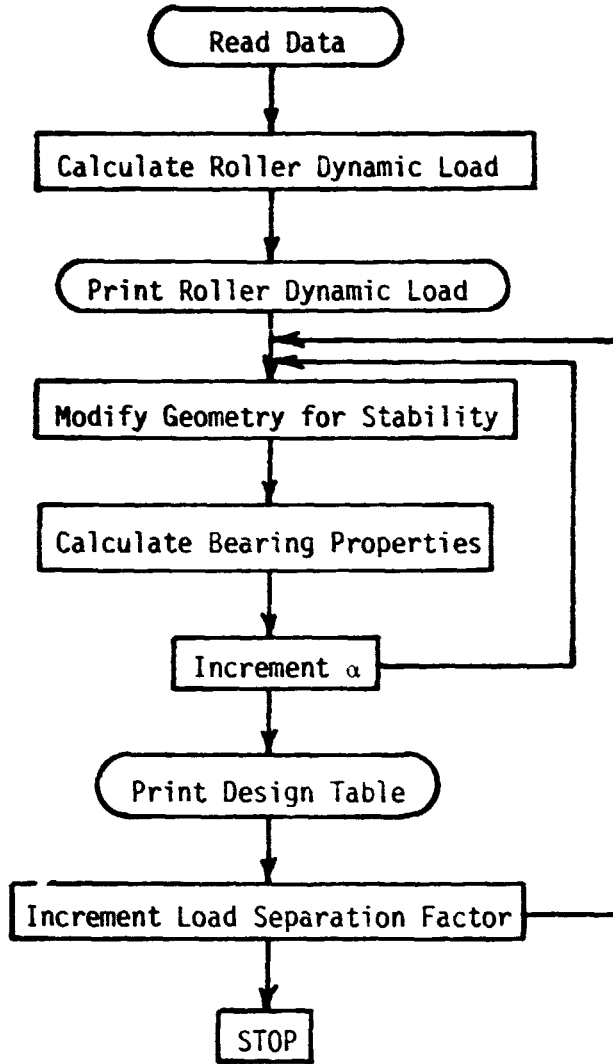 Read Data
Calculate Roller Dynamic Load
Print Roller Dynamic Load
Modify Geometry for Stability
Calculate Bearing Properties
Increment α
Print Design Table
Increment Load Separation Factor
STOP